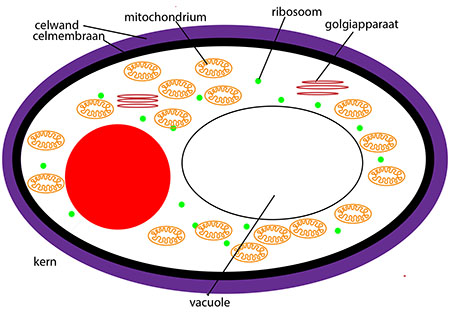 celwand
celmembraan
mitochondrium
ribosoom
golgiapparaat
kern
vacuole